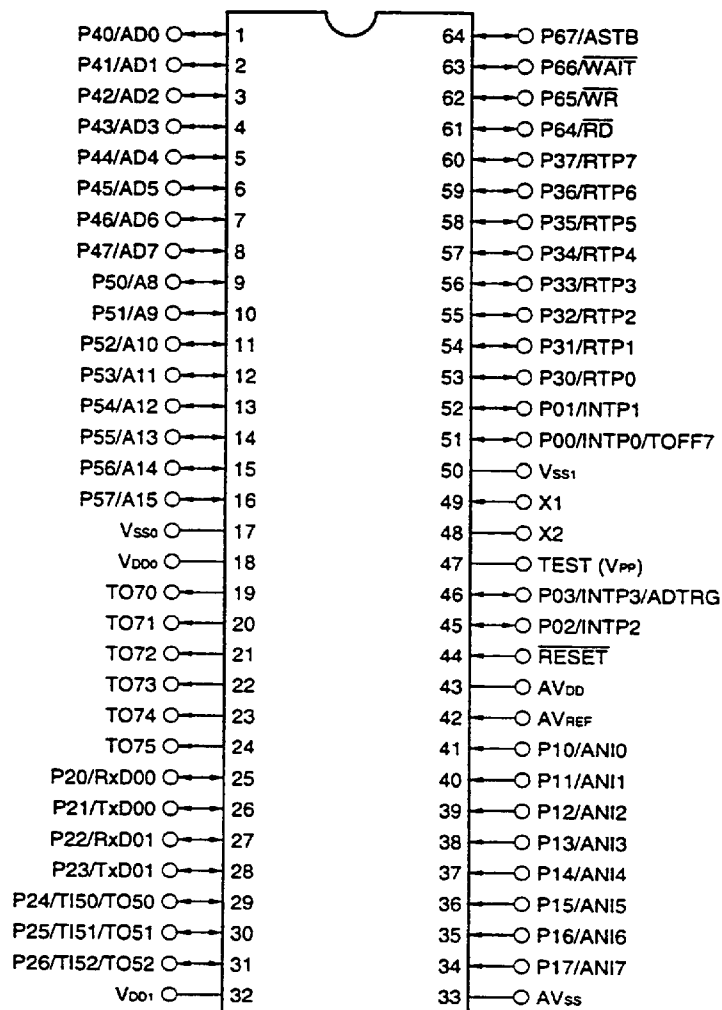 P40/AD0 1 64 P67/ASTB
P41/AD1 2 63 P66/WAIT
P42/AD2 3 62 P65/WR
P43/AD3 4 61 P64/RD
P44/AD4 5 60 P37/RTP7
P45/AD5 6 59 P36/RTP6
P46/AD6 7 58 P35/RTP5
P47/AD7 8 57 P34/RTP4
P50/A8 9 56 P33/RTP3
P51/A9 10 55 P32/RTP2
P52/A10 11 54 P31/RTP1
P53/A11 12 53 P30/RTP0
P54/A12 13 52 P01/INTP1
P55/A13 14 51 P00/INTP0/TOFF7
P56/A14 15 50 VSS1
P57/A15 16 49 X1
VSS0 17 48 X2
VDD0 18 47 TEST (VPP)
TO70 19 46 P03/INTP3/ADTRG
TO71 20 45 P02/INTP2
TO72 21 44 RESET
TO73 22 43 AVDD
TO74 23 42 AVREF
TO75 24 41 P10/ANI0
P20/RxD00 25 40 P11/ANI1
P21/TxD00 26 39 P12/ANI2
P22/RxD01 27 38 P13/ANI3
P23/TxD01 28 37 P14/ANI4
P24/TI50/TO50 29 36 P15/ANI5
P25/TI51/TO51 30 35 P16/ANI6
P26/TI52/TO52 31 34 P17/ANI7
VDD1 32 33 AVSS